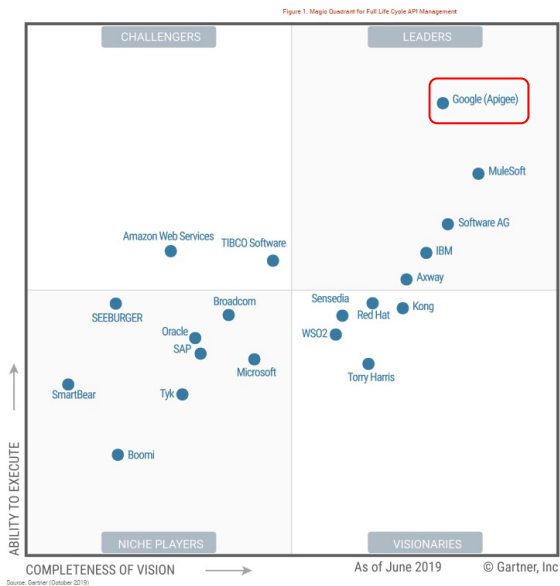 Figure 1. Magic Quadrant for Full Life Cycle API Management
CHALLENGERS
LEADERS
Google (Apigee)
MuleSoft
Software AG
Amazon Web Services
TIBCO Software
IBM
Axway
SEEBURGER
Broadcom
Oracle
SAP
Microsoft
SmartBear
Tyk
Boomi
Sensedia
Red Hat
Kong
WSO2
Torry Harris
NICHE PLAYERS
VISIONARIES
ABILITY TO EXECUTE
COMPLETENESS OF VISION
As of June 2019
© Gartner, Inc
Source: Gartner (October 2019)